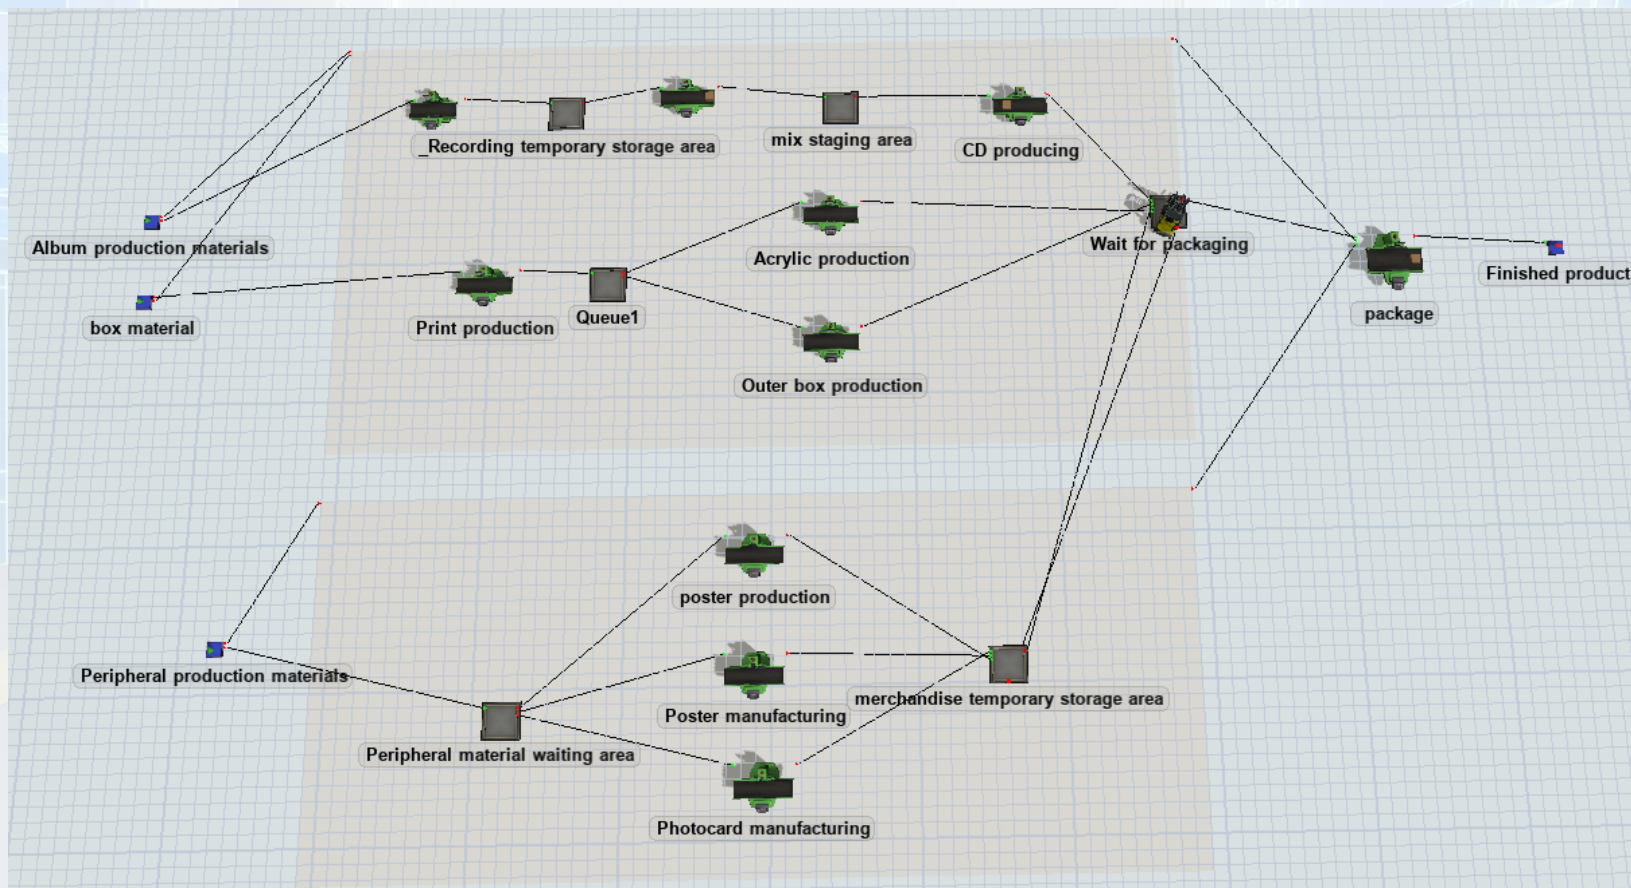 _Recording temporary storage area
mix staging area
CD producing
Album production materials
Acrylic production
Wait for packaging
Finished product
box material
Print production
Queue1
package
Outer box production
poster production
Peripheral production materials
Poster manufacturing
merchandise temporary storage area
Peripheral material waiting area
Photocard manufacturing